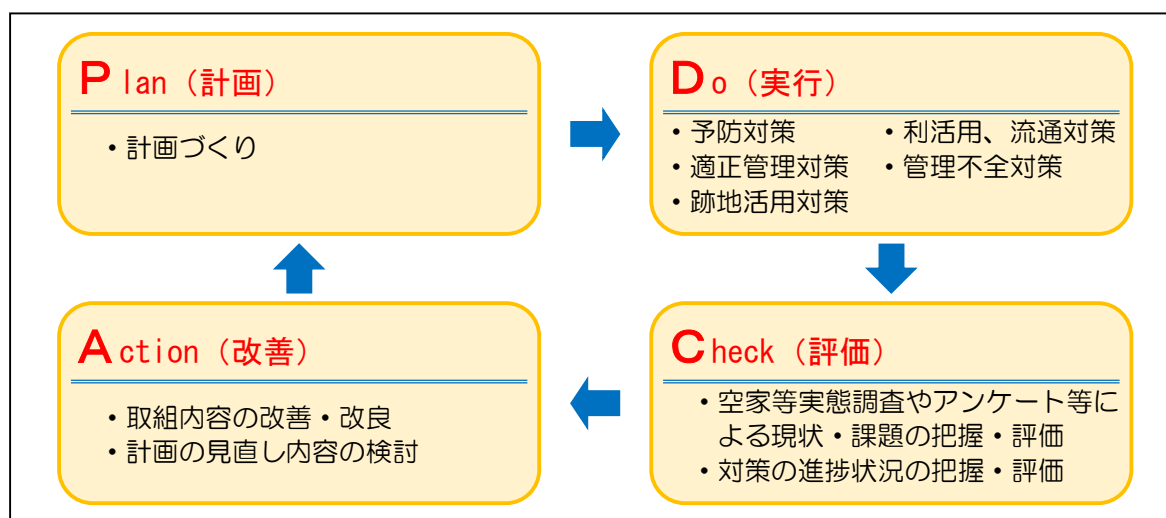 Plan（計画）
・計画づくり
Do（実行）
・予防対策　・利活用、流通対策
・適正管理対策　・管理不全対策
・跡地活用対策
Action（改善）
・取組内容の改善・改良
・計画の見直し内容の検討
Check（評価）
・空家等実態調査やアンケート等に
よる現状・課題の把握・評価
・対策の進捗状況の把握・評価